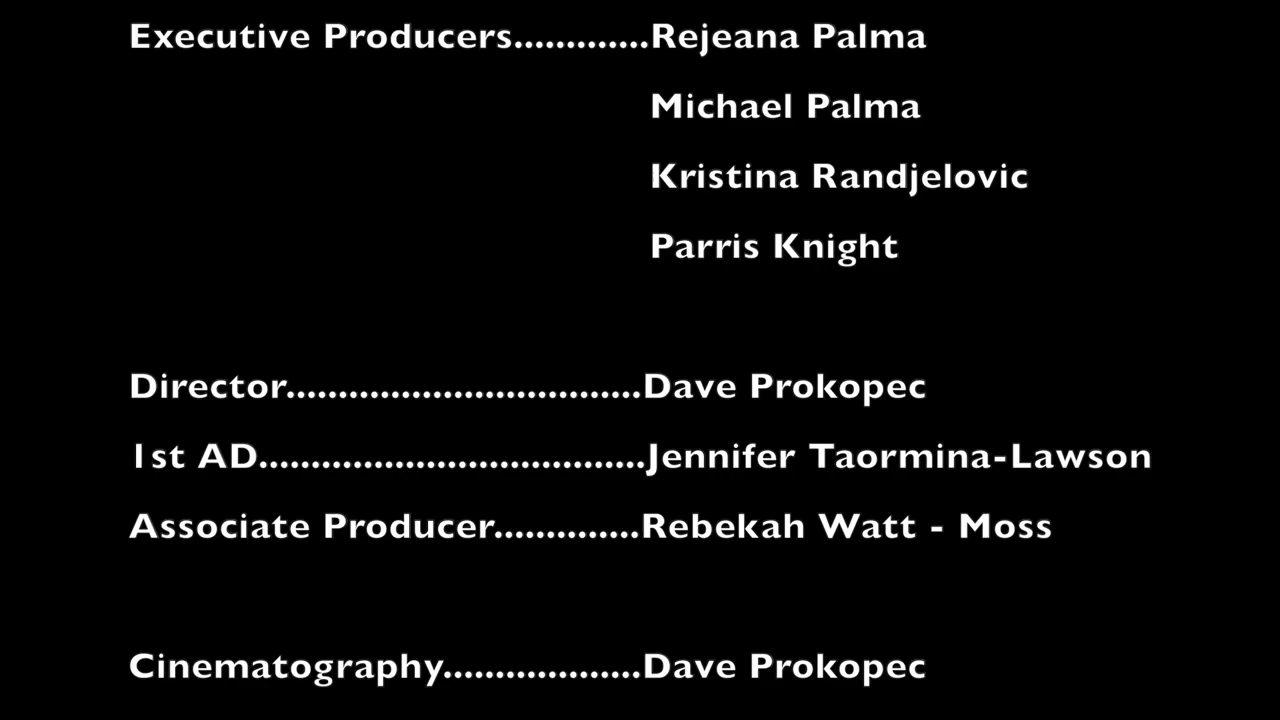 Executive Producers.............Rejeana Palma
Michael Palma
Kristina Randjelovic
Parris Knight
Director..................................Dave Prokopec
1st AD.....................................Jennifer Taormina-Lawson
Associate Producer..............Rebekah Watt - Moss
Cinematography...................Dave Prokopec